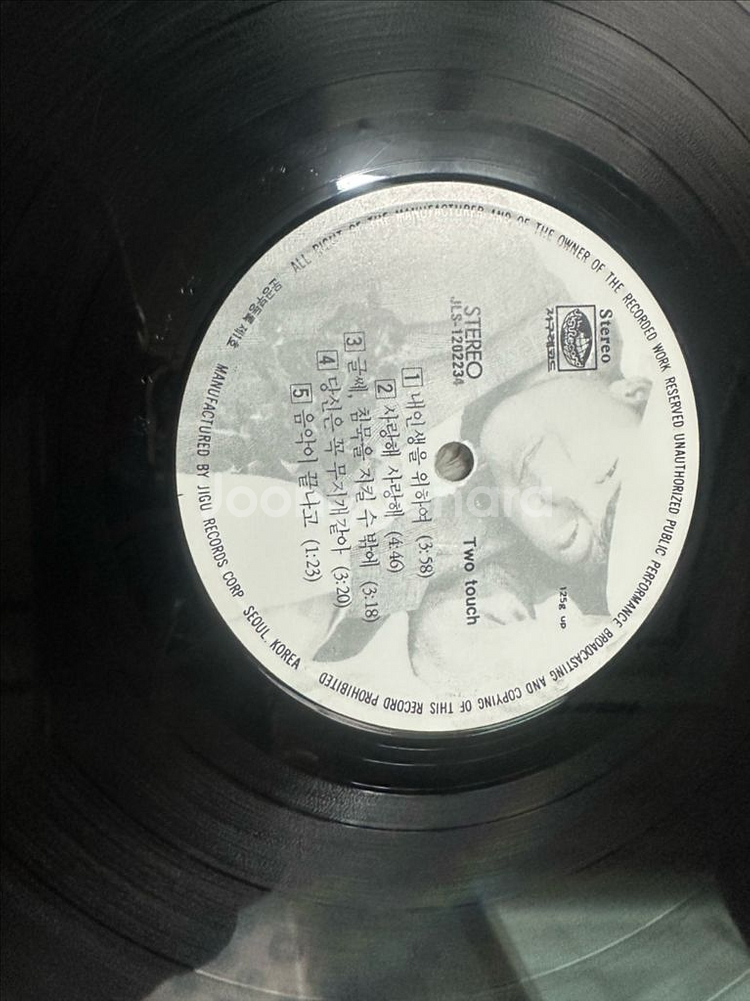 Stereo
지구레코드
125g up
STEREO
JLS-1202234
Two touch
1 내인생을 위하여 (3:58)
2 사랑해 사랑해 (4:46)
3 글쎄, 침묵을 지킬 수 밖에 (3:18)
4 당신은 꼭 무지개 같아 (3:20)
5 음악이 끝나고 (1:23)
ALL RIGHT OF THE MANUFACTURER AND OF THE OWNER OF THE RECORDED WORK RESERVED UNAUTHORIZED PUBLIC PERFORMANCE BROADCASTING AND COPYING OF THIS RECORD PROHIBITED
MANUFACTURED BY JIGU RECORDS CORP SEOUL, KOREA